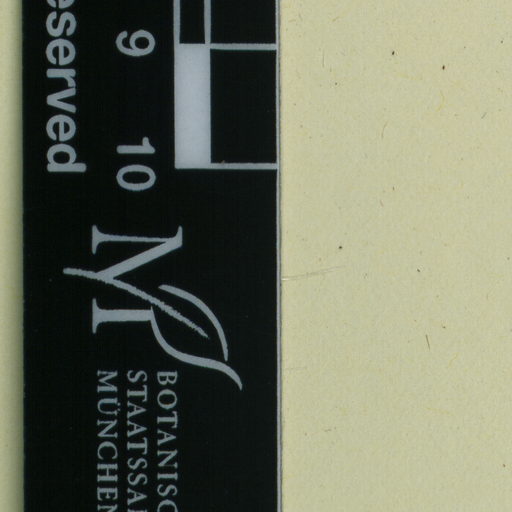 eserved
9
10
M
BOTANISC
STAATSSA
MÜNCHEN